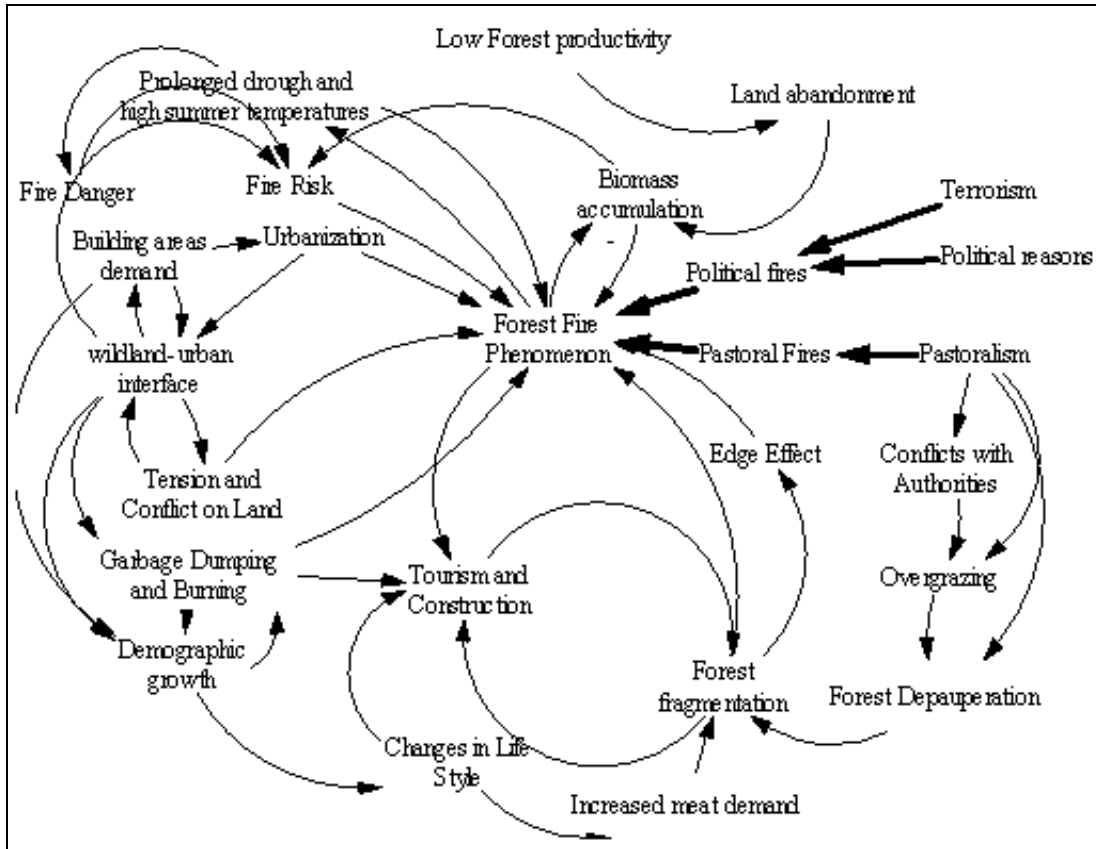 Low Forest productivity
Prolonged drough and
high summer temperatures
Land abandonment
Fire Danger
Fire Risk
Biomass
accumulation
-
Terrorism
Building areas
demand
Urbanization
Political fires
Political reasons
Forest Fire
Phenomenon
wildland-urban
interface
Pastoral Fires
Pastoralism
Edge Effect
Conflicts with
Authorities
Tension and
Conflict on Land
Garbage Dumping
and Burning
Tourism and
Construction
Overgrazing
Demographic
growth
Forest
fragmentation
Forest Depauperation
Changes in Life
Style
Increased meat demand